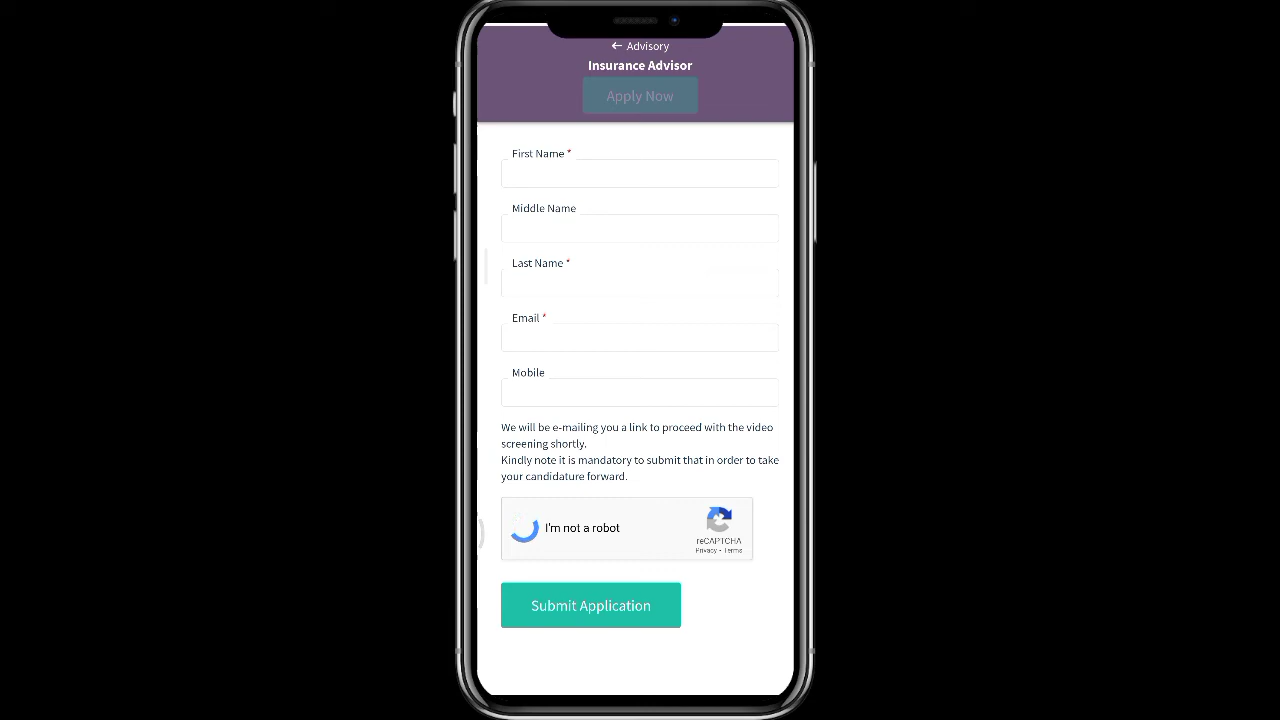 ← Advisory
Insurance Advisor
Apply Now
First Name *
Middle Name
Last Name *
Email *
Mobile
We will be e-mailing you a link to proceed with the video
screening shortly.
Kindly note it is mandatory to submit that in order to take
your candidature forward.
I'm not a robot
reCAPTCHA
Privacy - Terms
Submit Application